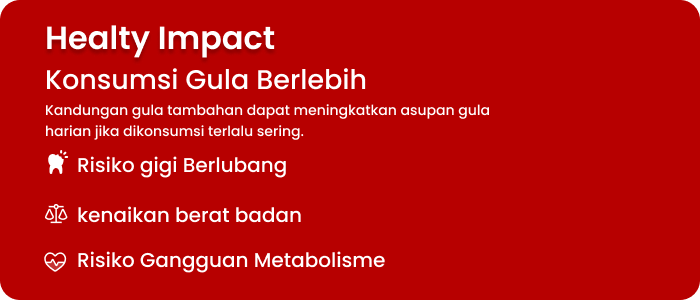 Healty Impact
Konsumsi Gula Berlebih
Kandungan gula tambahan dapat meningkatkan asupan gula
harian jika dikonsumsi terlalu sering.
Risiko gigi Berlubang
kenaikan berat badan
Risiko Gangguan Metabolisme